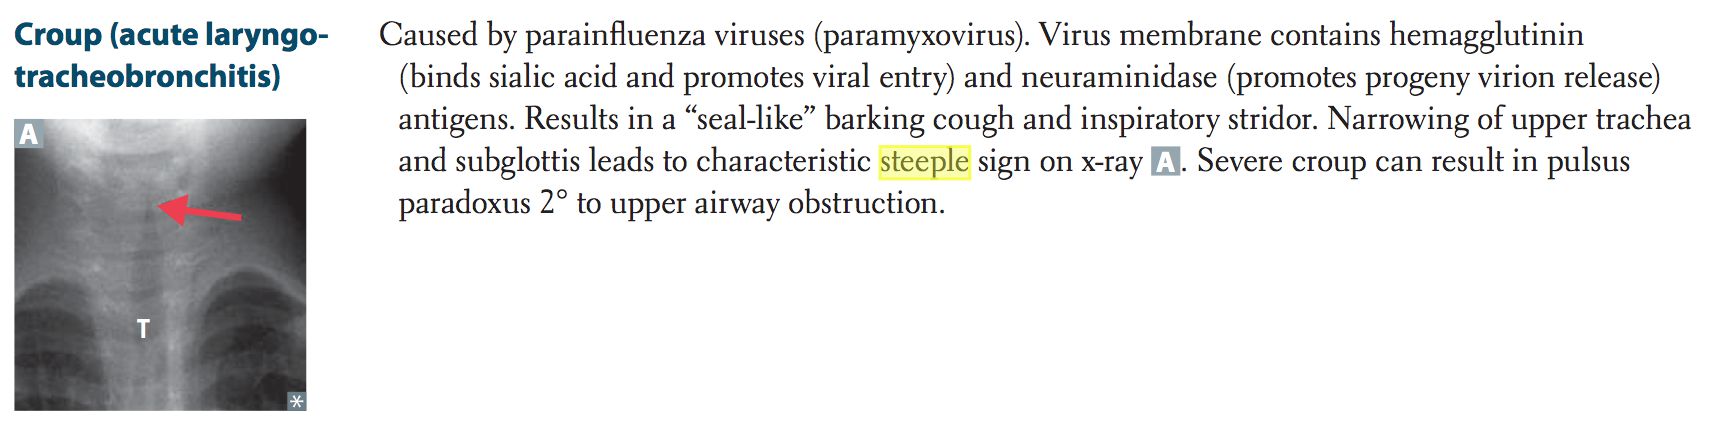 Croup (acute laryngo-
tracheobronchitis)
A
T
*
Caused by parainfluenza viruses (paramyxovirus). Virus membrane contains hemagglutinin
(binds sialic acid and promotes viral entry) and neuraminidase (promotes progeny virion release)
antigens. Results in a “seal-like” barking cough and inspiratory stridor. Narrowing of upper trachea
and subglottis leads to characteristic steeple sign on x-ray A. Severe croup can result in pulsus
paradoxus 2° to upper airway obstruction.